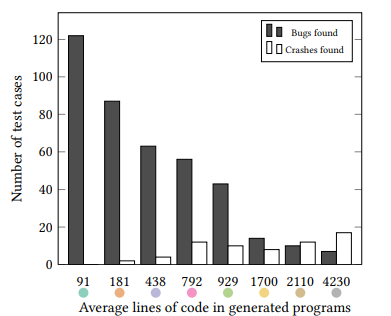 Number of test cases
120
100
80
60
40
20
0
Bugs found
Crashes found
91 181 438 792 929 1700 2110 4230
Average lines of code in generated programs